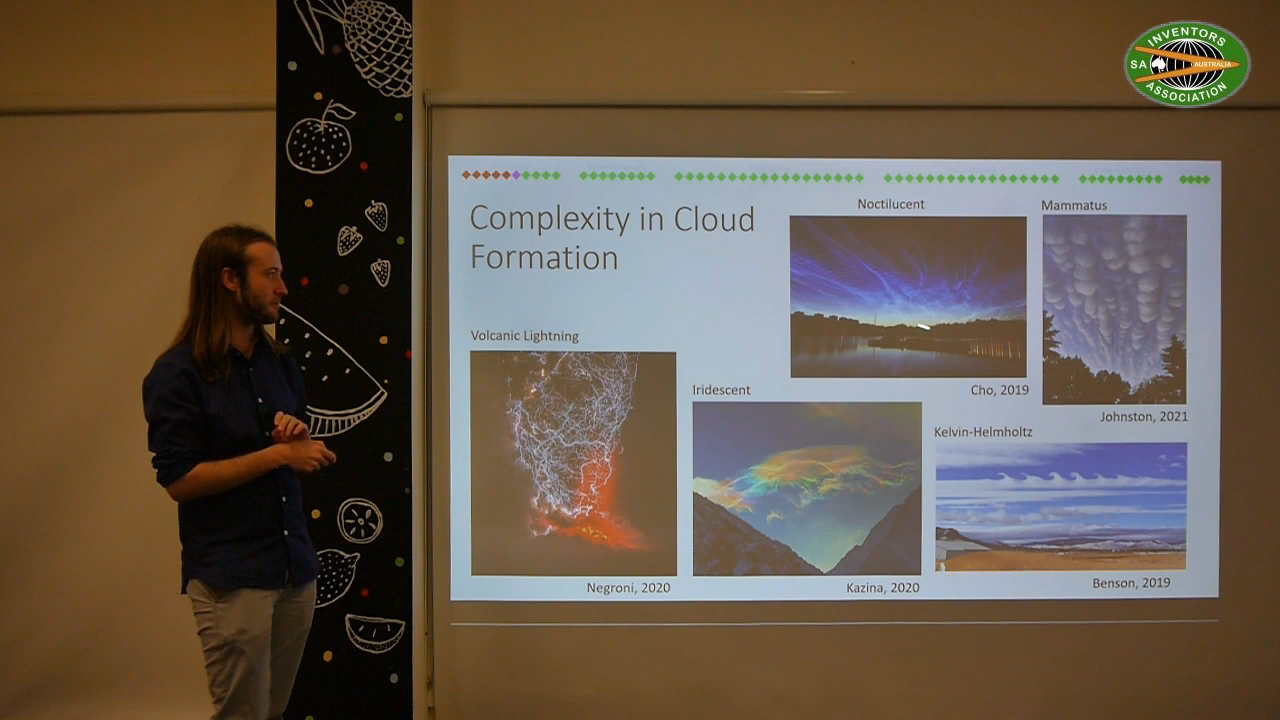 INVENTORS
SA AUSTRALIA
ASSOCIATION
Complexity in Cloud
Formation
Noctilucent
Mammatus
Volcanic Lightning
Cho, 2019
Iridescent
Johnston, 2021
Kelvin-Helmholtz
Negroni, 2020
Kazina, 2020
Benson, 2019